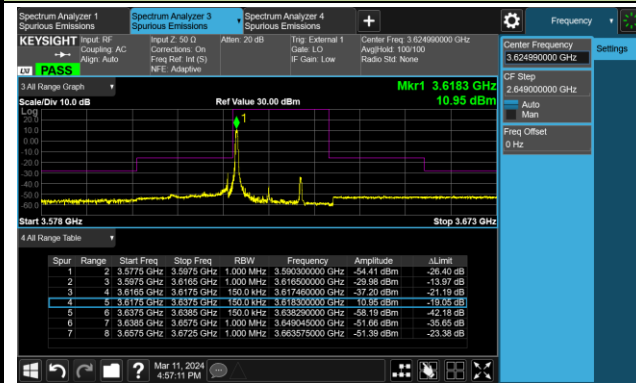 Spectrum Analyzer 1
Spurious Emissions
Spectrum Analyzer 3
Spurious Emissions
Spectrum Analyzer 4
Spurious Emissions
Frequency
KEYSIGHT
Input: RF
Coupling: AC
Align: Auto
Input Z: 50 Ω
Corrections: On
Freq Ref: Int (S)
NFE: Adaptive
Atten: 20 dB
Trig: External 1
Gate: LO
IF Gain: Low
Center Freq: 3.624990000 GHz
Avg|Hold: 100/100
Radio Std: None
LXI PASS
Center Frequency
3.624990000 GHz
Settings
CF Step
2.649000000 GHz
Auto
Man
Freq Offset
0 Hz
3 All Range Graph
Mkr1 3.6183 GHz
10.95 dBm
Scale/Div 10.0 dB
Ref Value 30.00 dBm
Log
20.0
10.0
0.00
-10.0
-20.0
-30.0
-40.0
-50.0
-60.0
1
Start 3.578 GHz
Stop 3.673 GHz
4 All Range Table
Spur Range Start Freq Stop Freq RBW Frequency Amplitude ΔLimit
1 2 3.5775 GHz 3.5975 GHz 1.000 MHz 3.590300000 GHz -54.41 dBm -26.40 dB
2 3 3.5975 GHz 3.6165 GHz 1.000 MHz 3.616500000 GHz -29.98 dBm -13.97 dB
3 4 3.6165 GHz 3.6175 GHz 150.0 kHz 3.617460000 GHz -37.20 dBm -21.19 dB
4 5 3.6175 GHz 3.6375 GHz 150.0 kHz 3.618300000 GHz 10.95 dBm -19.05 dB
5 6 3.6375 GHz 3.6385 GHz 150.0 kHz 3.638290000 GHz -58.19 dBm -42.18 dB
6 7 3.6385 GHz 3.6575 GHz 1.000 MHz 3.649045000 GHz -51.66 dBm -35.65 dB
7 8 3.6575 GHz 3.6725 GHz 1.000 MHz 3.663575000 GHz -51.39 dBm -23.38 dB
Mar 11, 2024
4:57:11 PM